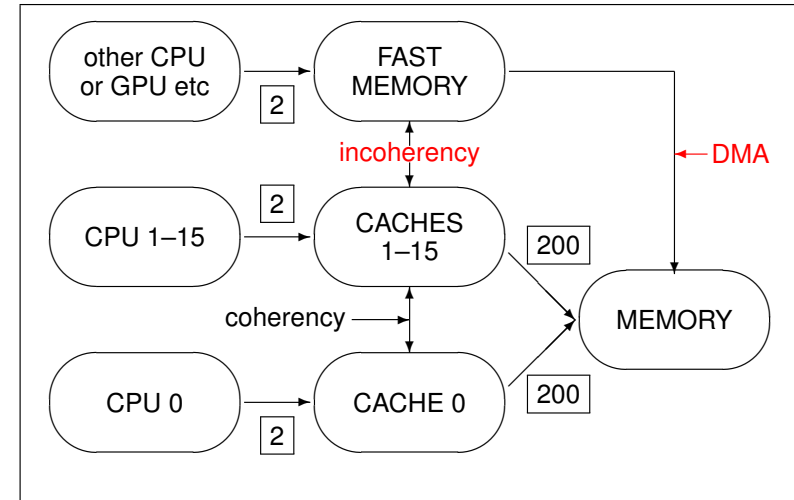 other CPU
or GPU etc
2
FAST
MEMORY
incoherency
DMA
CPU 1–15
2
CACHES
1–15
200
coherency
MEMORY
CPU 0
2
CACHE 0
200